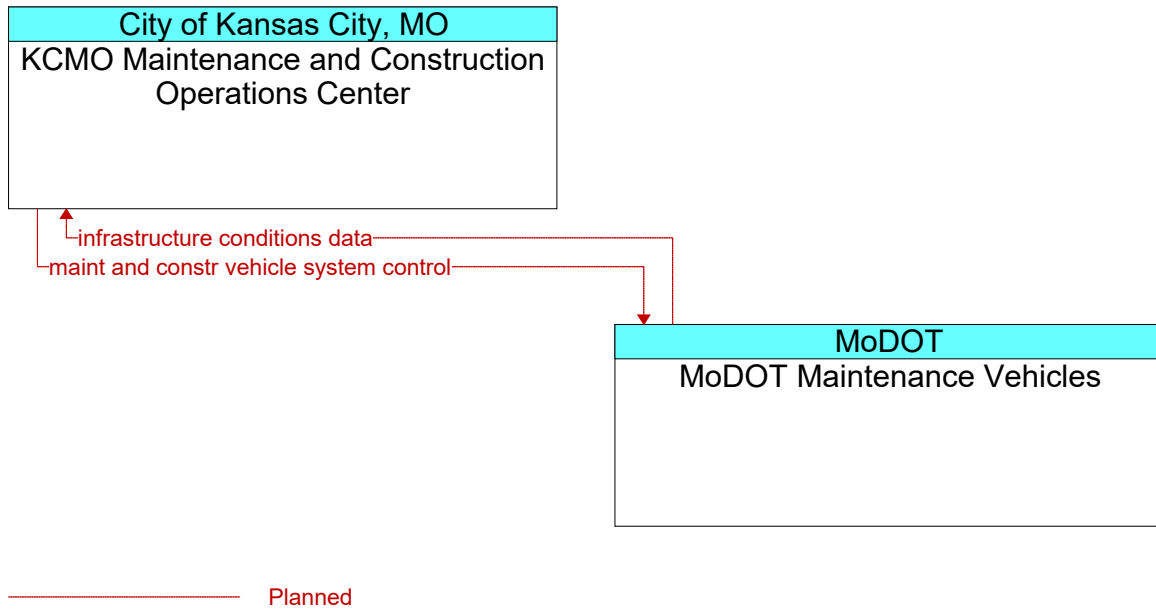 City of Kansas City, MO
KCMO Maintenance and Construction
Operations Center
infrastructure conditions data
maint and constr vehicle system control
MoDOT
MoDOT Maintenance Vehicles
Planned